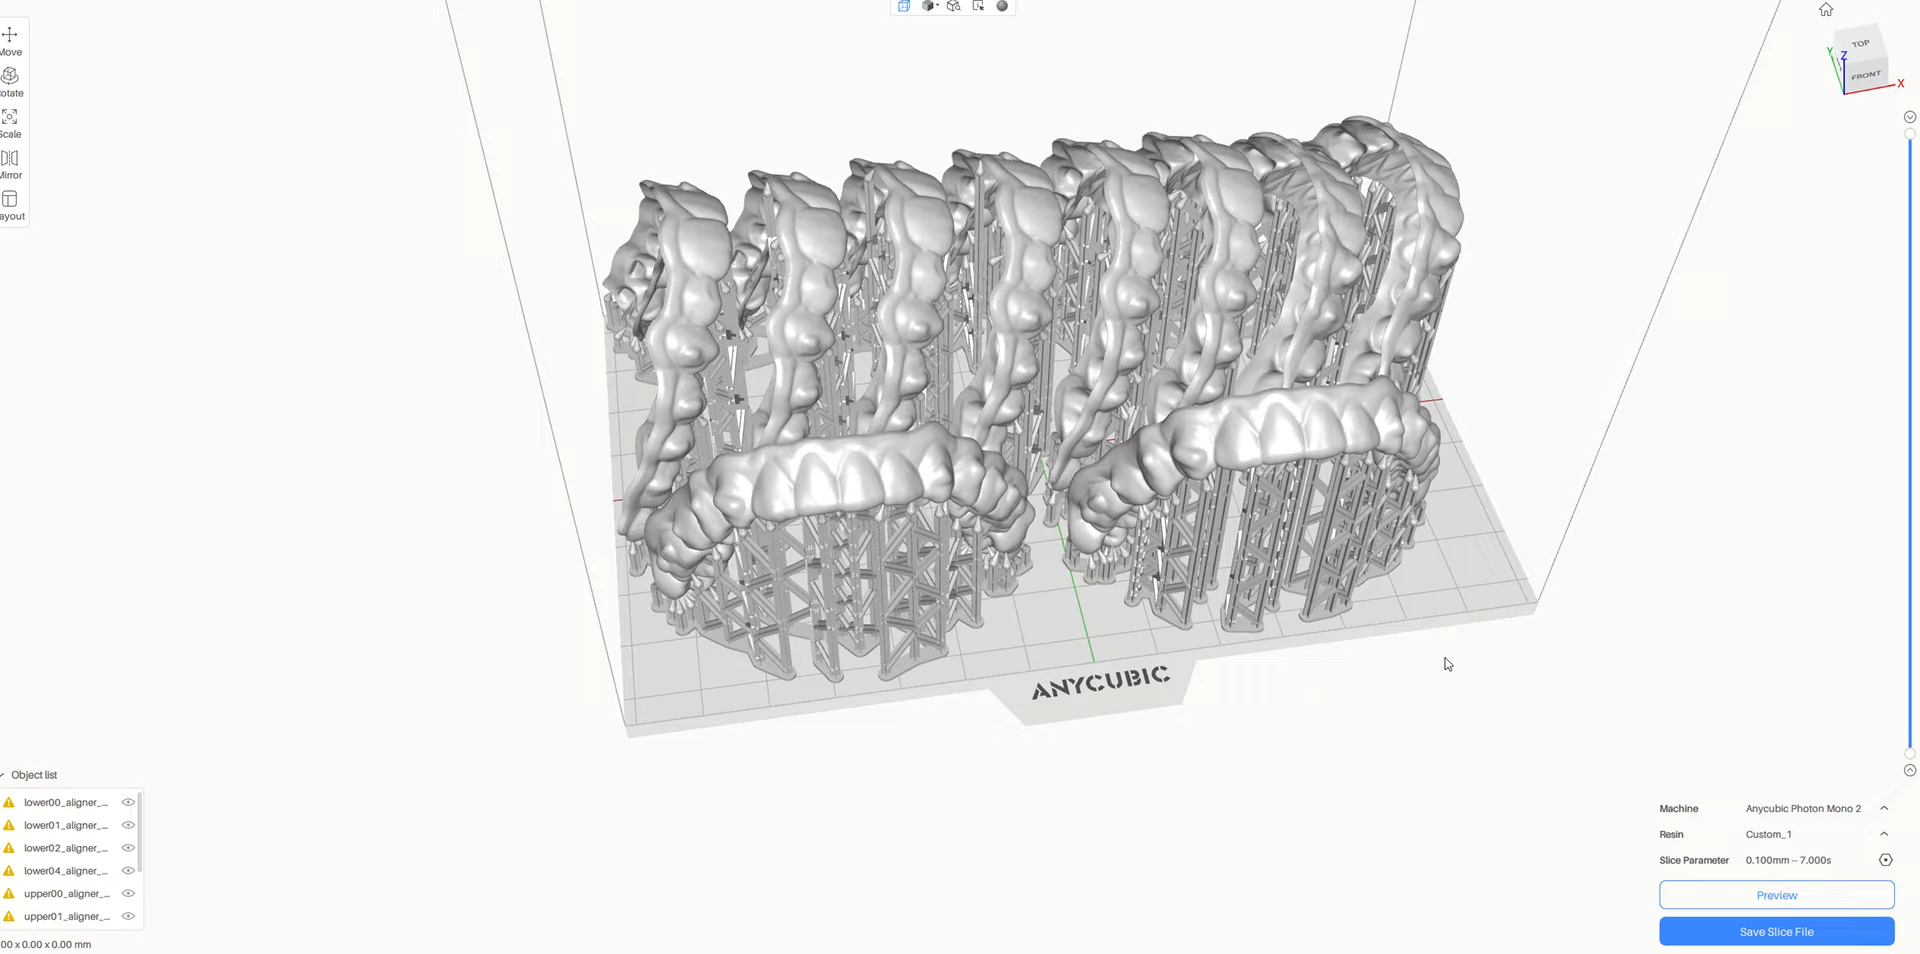 Move
Rotate
Scale
Mirror
Layout
TOP
FRONT
Y
Z
X
ANYCUBIC
Object list
lower00_aligner_...
lower01_aligner_...
lower02_aligner_...
lower04_aligner_...
upper00_aligner_...
upper01_aligner_...
00 x 0.00 x 0.00 mm
Machine Anycubic Photon Mono 2
Resin Custom_1
Slice Parameter 0.100mm -- 7.000s
Preview
Save Slice File